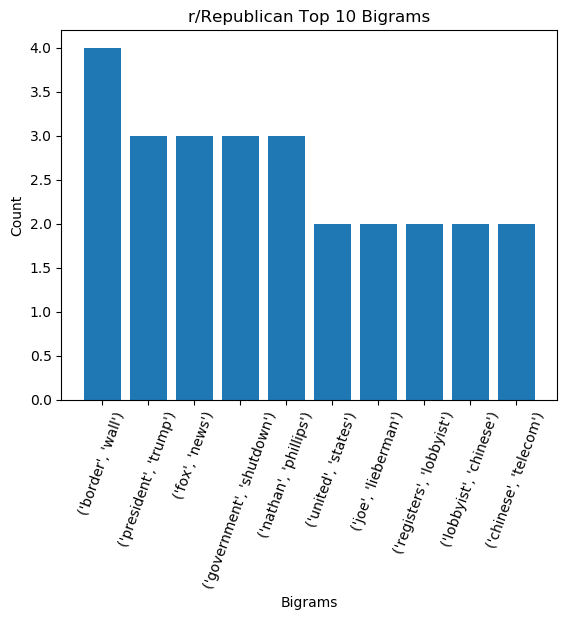 r/Republican Top 10 Bigrams
4.0
3.5
3.0
2.5
2.0
1.5
1.0
0.5
0.0
Count
('border', 'wall')
('president', 'trump')
('fox', 'news')
('government', 'shutdown')
('nathan', 'phillips')
('united', 'states')
('joe', 'lieberman')
('registers', 'lobbyist')
('lobbyist', 'chinese')
('chinese', 'telecom')
Bigrams